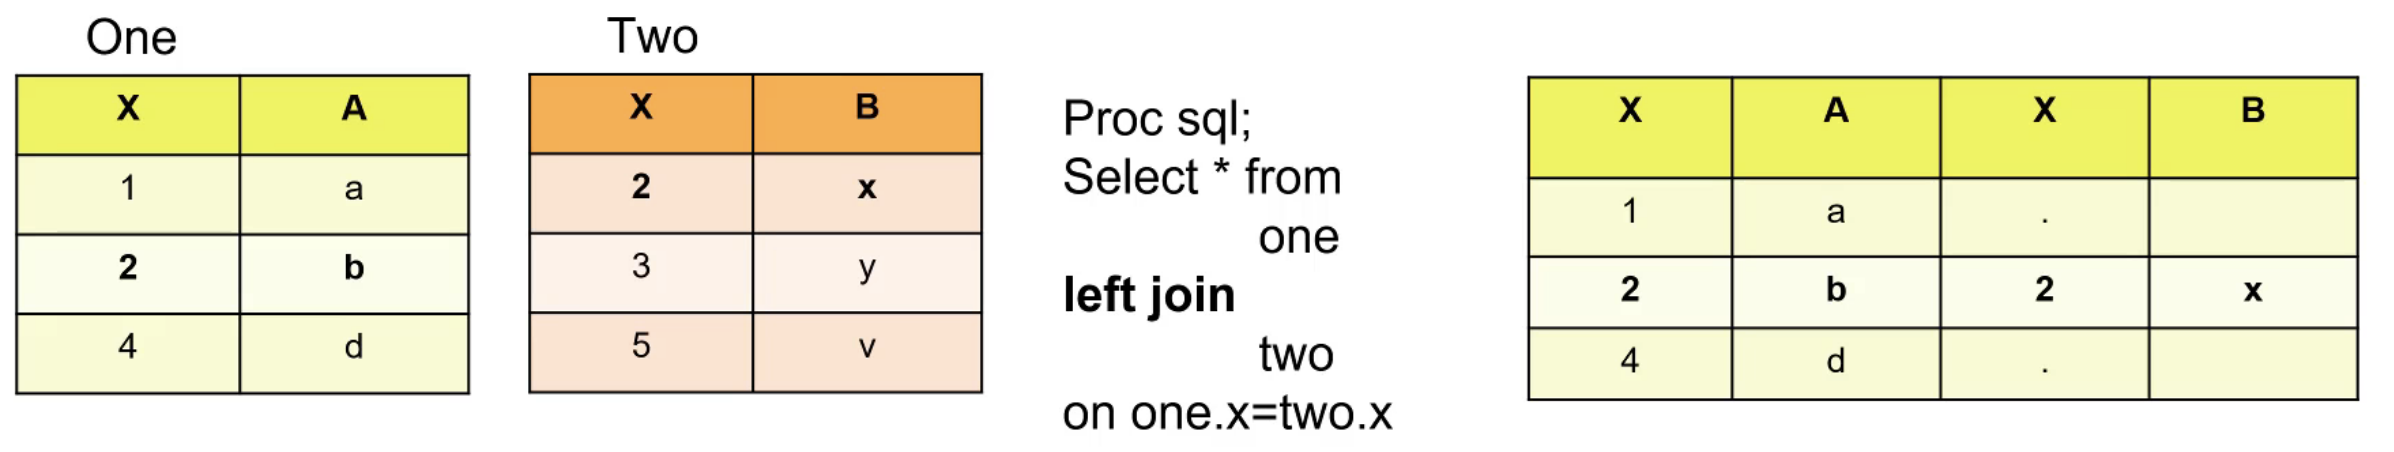 One
X A
1 a
2 b
4 d
Two
X B
2 x
3 y
5 v
Proc sql;
Select * from
one
left join
two
on one.x=two.x
X A X B
1 a .
2 b 2 x
4 d .